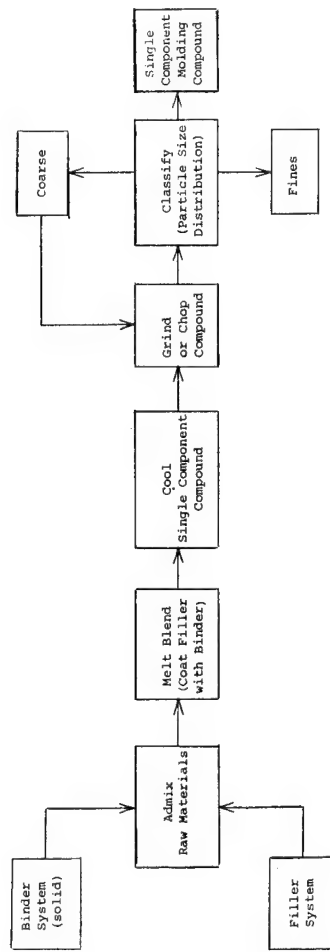 Binder
System
(solid)
Filler
System
Admix
Raw Materials
Melt Blend
(Coat Filler
with Binder)
Cool
Single Component
Compound
Grind
or Chop
Compound
Coarse
Classify
(Particle Size
Distribution)
Fines
Single
Component
Molding
Compound